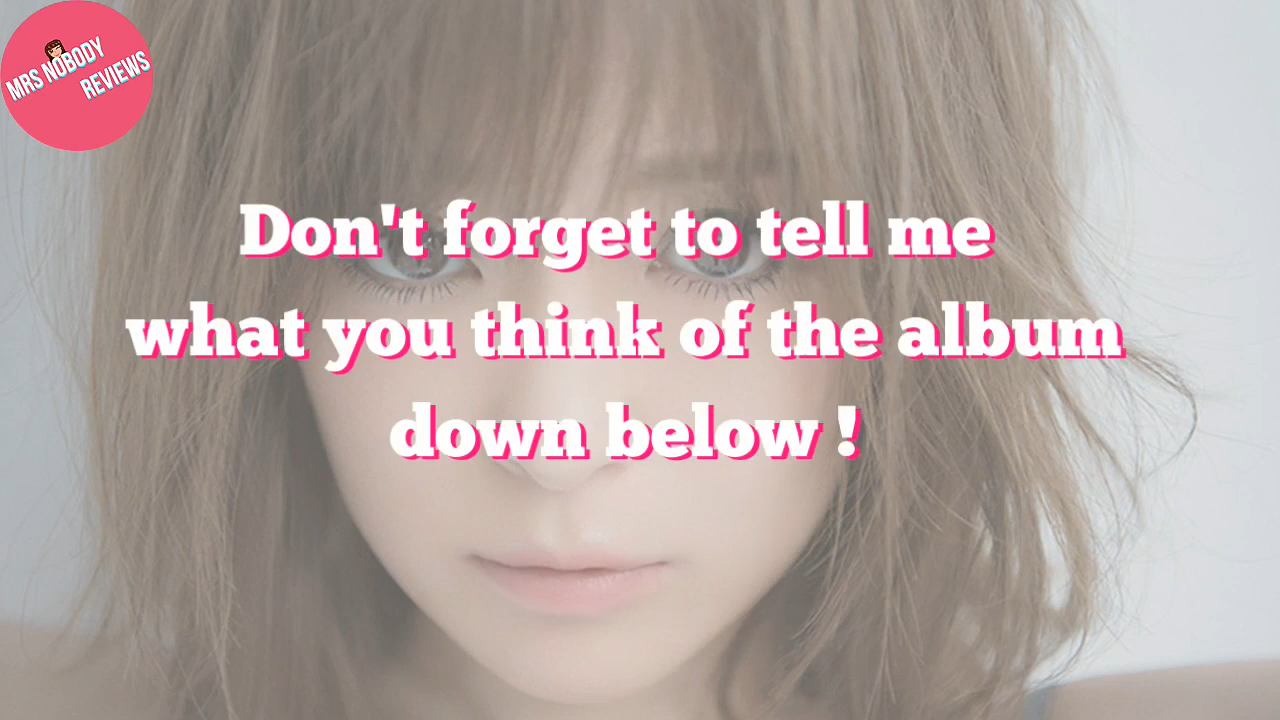 MRS NOBODY
REVIEWS
Don't forget to tell me
what you think of the album
down below !